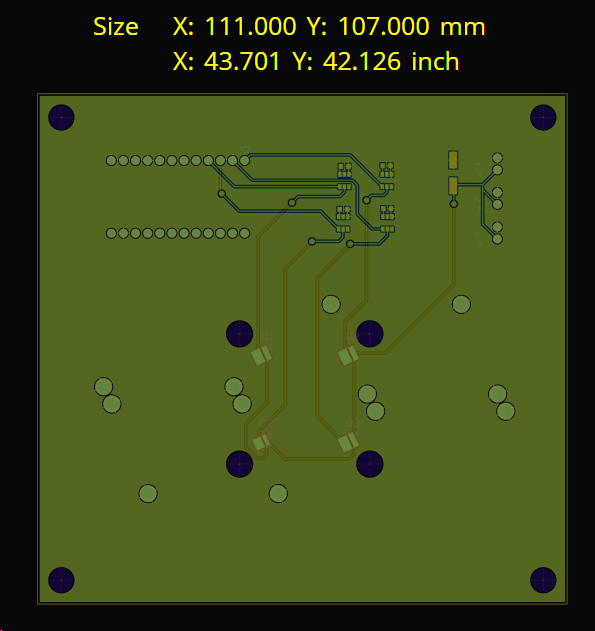 Size X: 111.000 Y: 107.000 mm
X: 43.701 Y: 42.126 inch